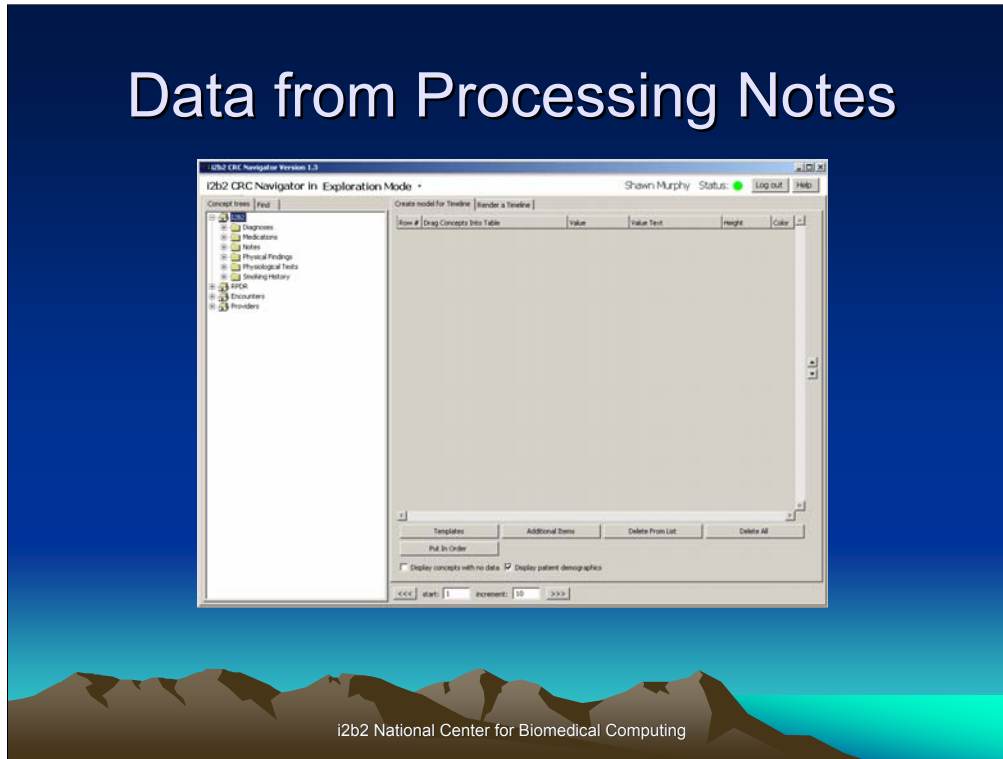 Data from Processing Notes
i2b2 CRC Navigator Version 1.3
i2b2 CRC Navigator in Exploration Mode
Shawn Murphy Status: Log out Help
Concept trees Find
Create model for Timeline Render a Timeline
i2b2
Diagnoses
Medications
Notes
Physical Findings
Physiological Tests
Smoking History
RPDR
Encounters
Providers
Row # Drag Concepts Into Table Value Value Text Height Color
Templates Additional Items Delete From List Delete All
Put In Order
Display concepts with no data Display patient demographics
<<< start: 1 increment: 10 >>>
i2b2 National Center for Biomedical Computing